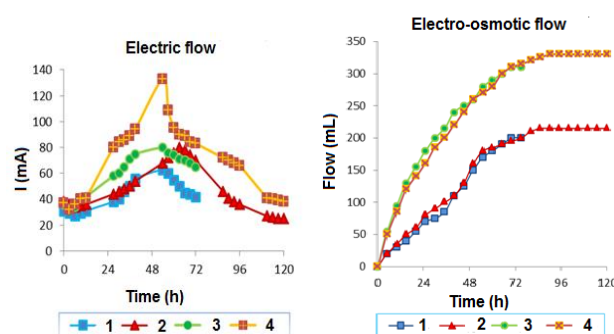 Electric flow
I (mA)
140
120
100
80
60
40
20
0
0 24 48 72 96 120
Time (h)
1 2 3 4
Electro-osmotic flow
Flow (mL)
350
300
250
200
150
100
50
0
0 24 48 72 96 120
Time (h)
1 2 3 4